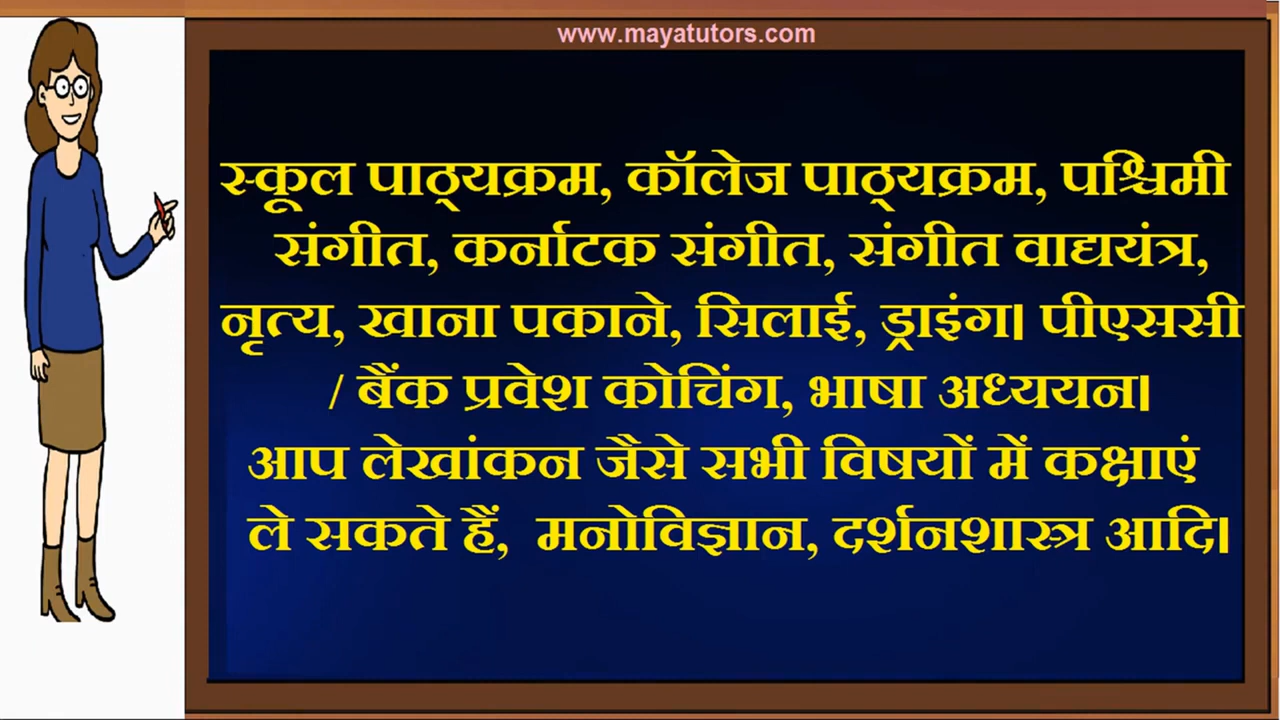 www.mayatutors.com
स्कूल पाठ्यक्रम, कॉलेज पाठ्यक्रम, पश्चिमी
संगीत, कर्नाटक संगीत, संगीत वाद्ययंत्र,
नृत्य, खाना पकाने, सिलाई, ड्राइंग। पीएससी
/ बैंक प्रवेश कोचिंग, भाषा अध्ययन।
आप लेखांकन जैसे सभी विषयों में कक्षाएं
ले सकते हैं, मनोविज्ञान, दर्शनशास्त्र आदि।